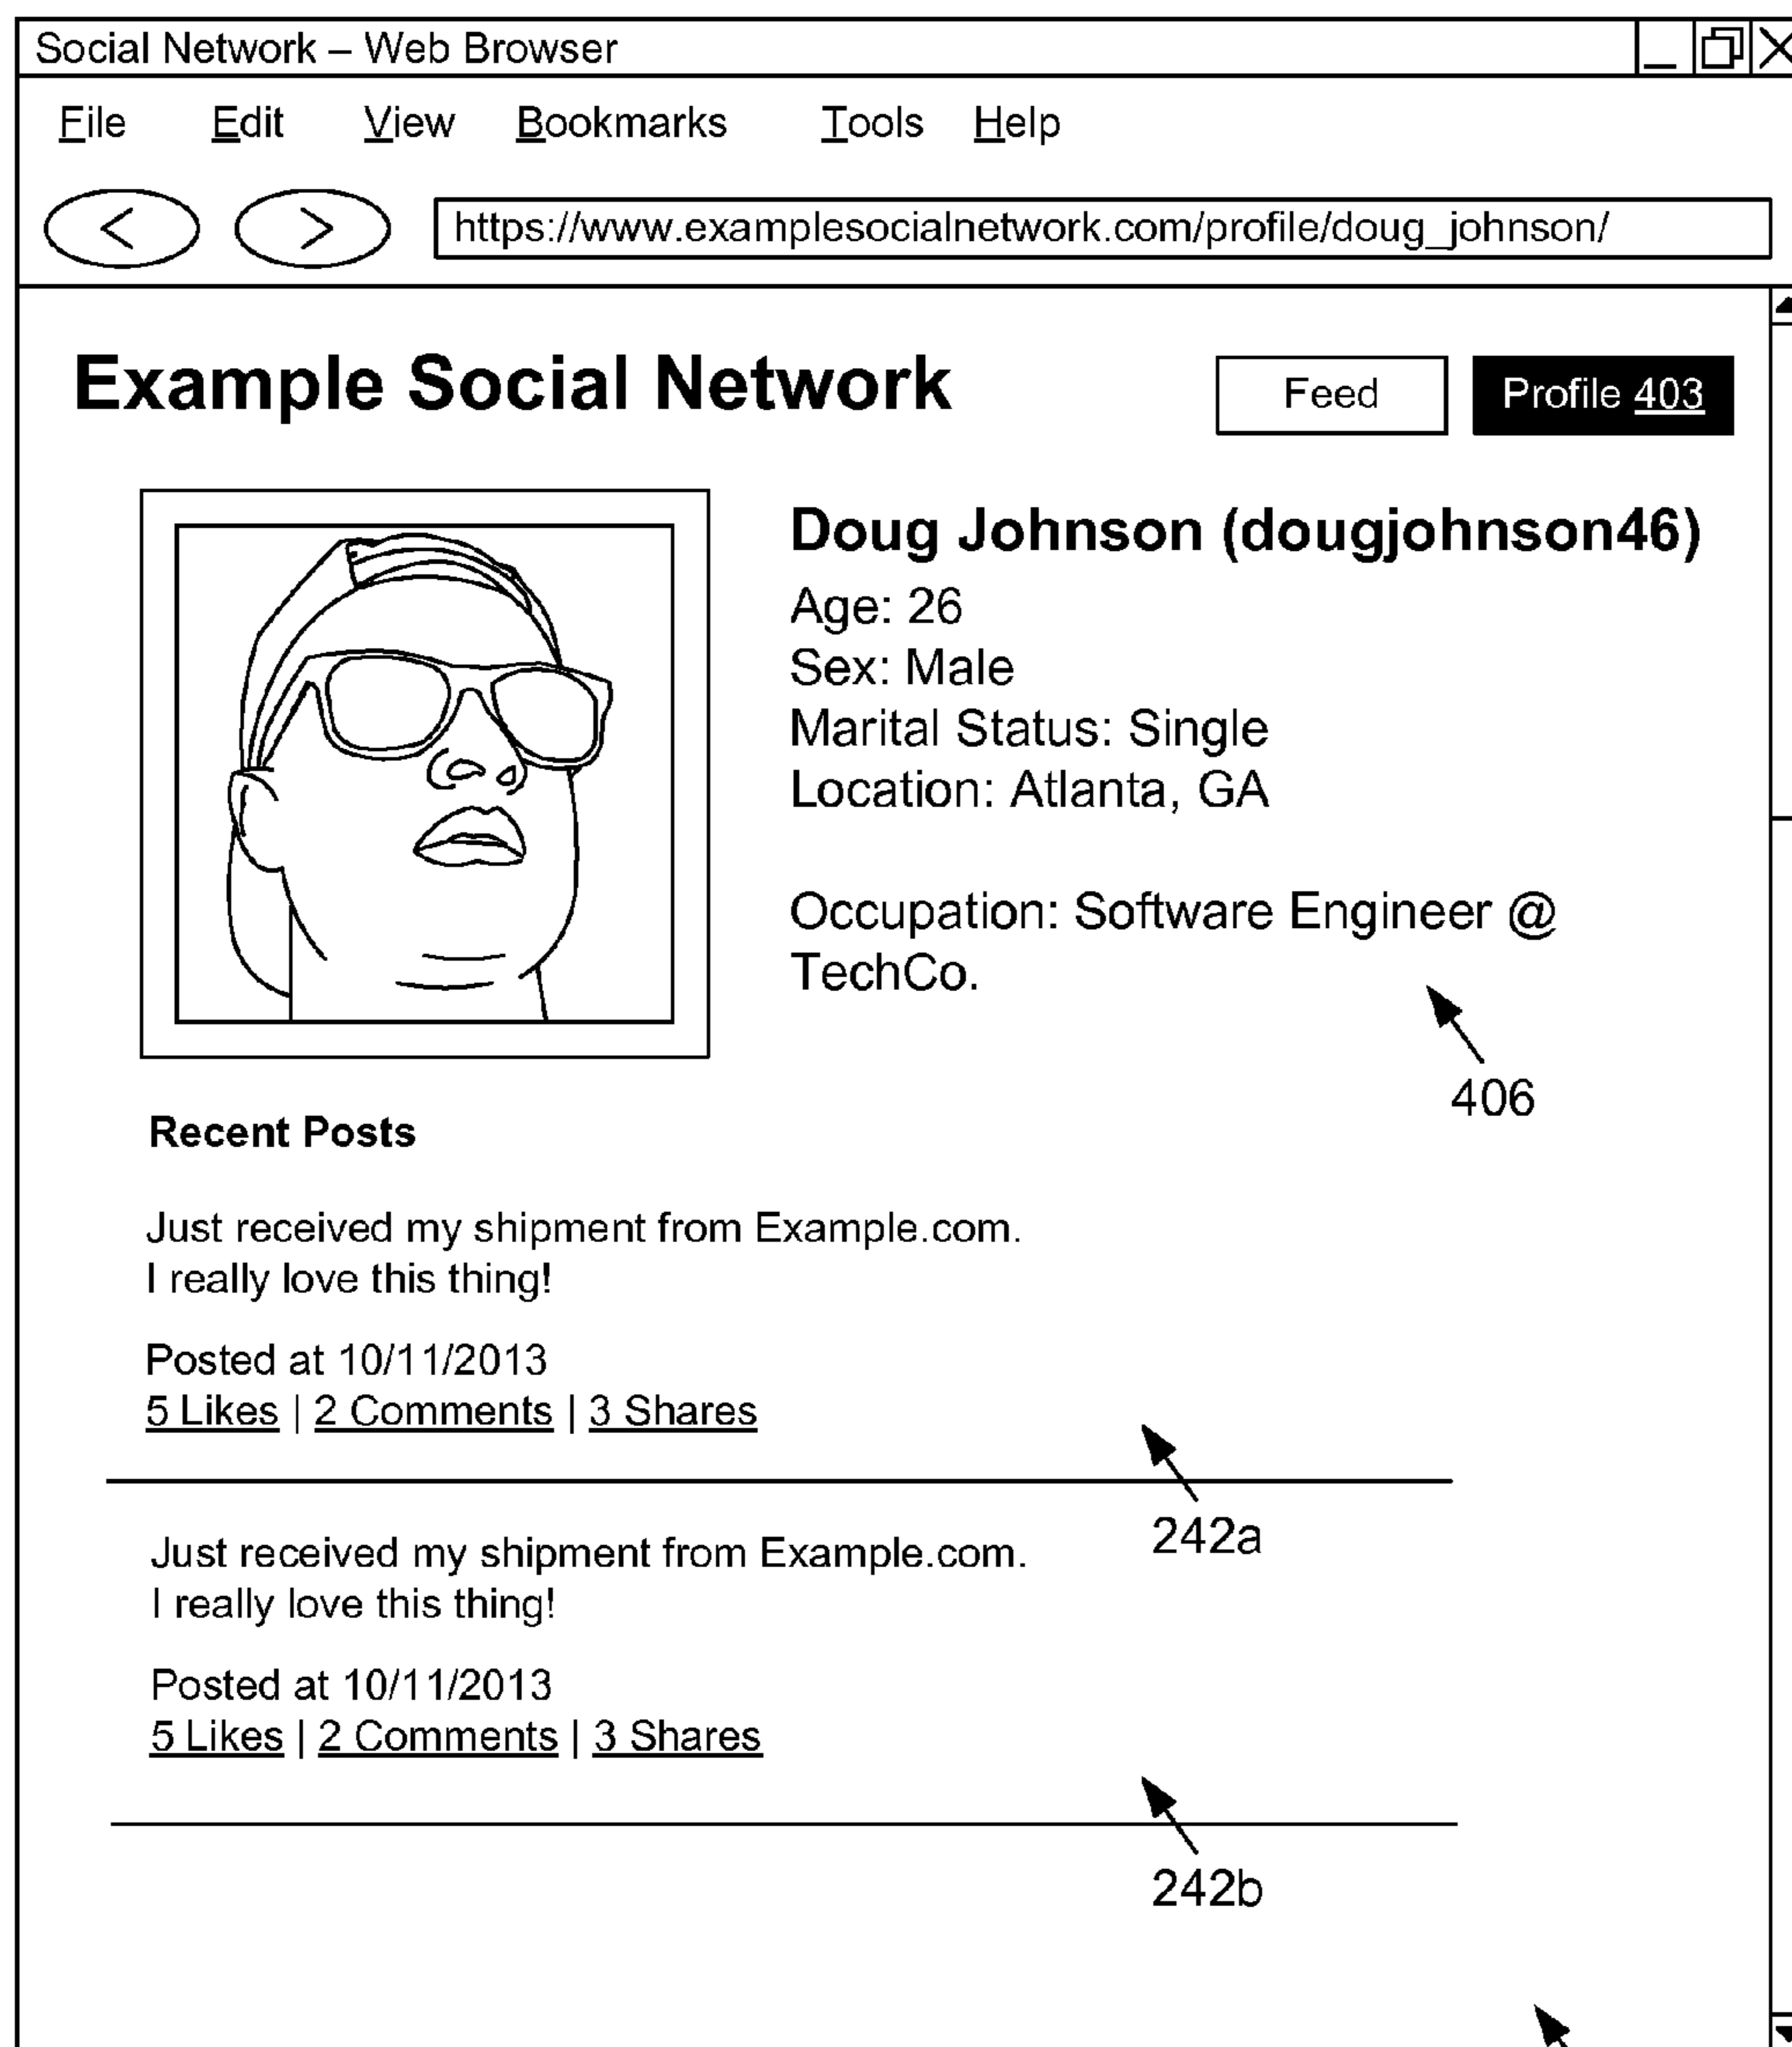 Social Network – Web Browser
File Edit View Bookmarks Tools Help
< > https://www.examplesocialnetwork.com/profile/doug_johnson/
Example Social Network
Feed
Profile 403
Doug Johnson (dougjohnson46)
Age: 26
Sex: Male
Marital Status: Single
Location: Atlanta, GA
Occupation: Software Engineer @
TechCo.
406
Recent Posts
Just received my shipment from Example.com.
I really love this thing!
Posted at 10/11/2013
5 Likes | 2 Comments | 3 Shares
242a
Just received my shipment from Example.com.
I really love this thing!
Posted at 10/11/2013
5 Likes | 2 Comments | 3 Shares
242b